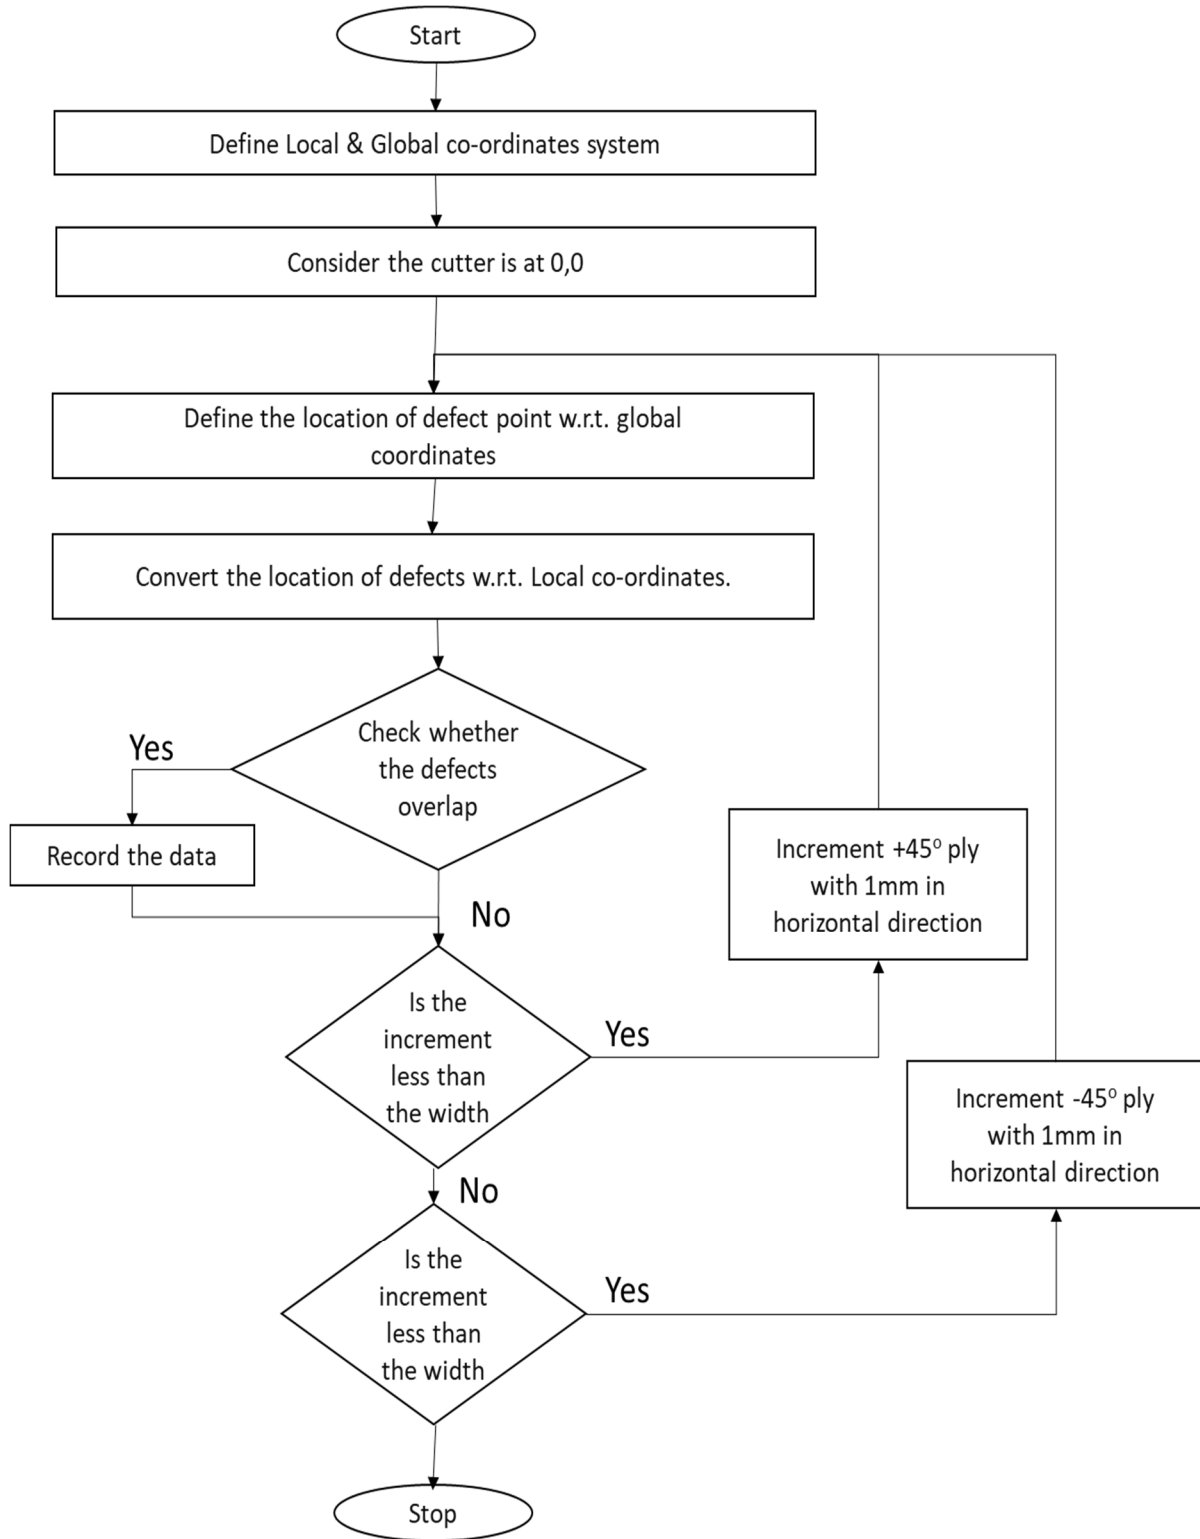 Start
Define Local & Global co-ordinates system
Consider the cutter is at 0,0
Define the location of defect point w.r.t. global
coordinates
Convert the location of defects w.r.t. Local co-ordinates.
Check whether
the defects
overlap
Yes
Record the data
No
Increment +45º ply
with 1mm in
horizontal direction
Is the
increment
less than
the width
Yes
Increment -45º ply
with 1mm in
horizontal direction
No
Is the
increment
less than
the width
Yes
Stop